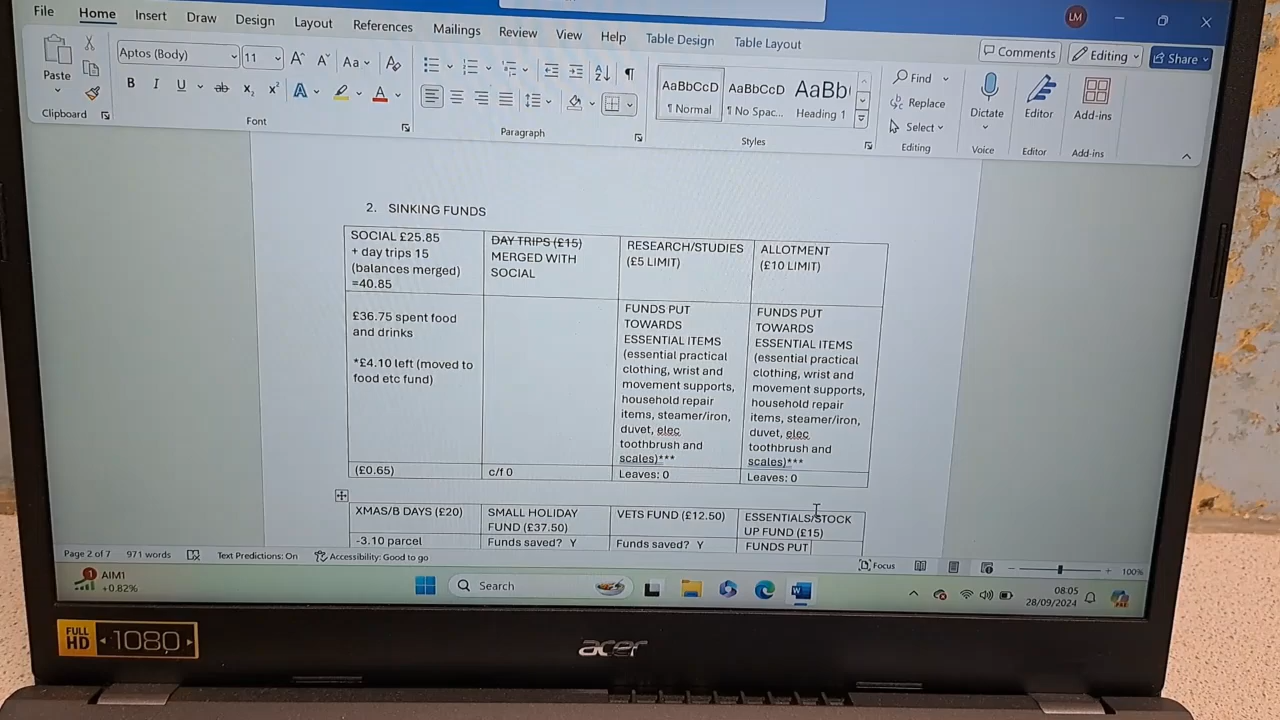 File Home Insert Draw Design Layout References Mailings Review View Help Table Design Table Layout
LM
Comments Editing Share
Paste
Aptos (Body) 11 A A Aa A
B I U ab x₂ x² A A
AaBbCcD AaBbCcD AaBb
¶ Normal ¶ No Spac... Heading 1
Find
Replace
Select
Dictate Editor Add-ins
Clipboard Font Paragraph Styles Editing Voice Editor Add-ins
2. SINKING FUNDS
SOCIAL £25.85
+ day trips 15
(balances merged)
=40.85
DAY TRIPS (£15)
MERGED WITH
SOCIAL
RESEARCH/STUDIES
(£5 LIMIT)
ALLOTMENT
(£10 LIMIT)
£36.75 spent food
and drinks
*£4.10 left (moved to
food etc fund)
FUNDS PUT
TOWARDS
ESSENTIAL ITEMS
(essential practical
clothing, wrist and
movement supports,
household repair
items, steamer/iron,
duvet, elec
toothbrush and
scales)***
FUNDS PUT
TOWARDS
ESSENTIAL ITEMS
(essential practical
clothing, wrist and
movement supports,
household repair
items, steamer/iron,
duvet, elec
toothbrush and
scales)***
(£0.65)
c/f 0
Leaves: 0
Leaves: 0
XMAS/B DAYS (£20)
SMALL HOLIDAY
FUND (£37.50)
VETS FUND (£12.50)
ESSENTIALS/STOCK
UP FUND (£15)
-3.10 parcel
Funds saved? Y
Funds saved? Y
FUNDS PUT
Page 2 of 7 971 words Text Predictions: On Accessibility: Good to go Focus 100%
1
AIM1
+0.82%
Search
08:05
28/09/2024
FULL
HD
1080
acer